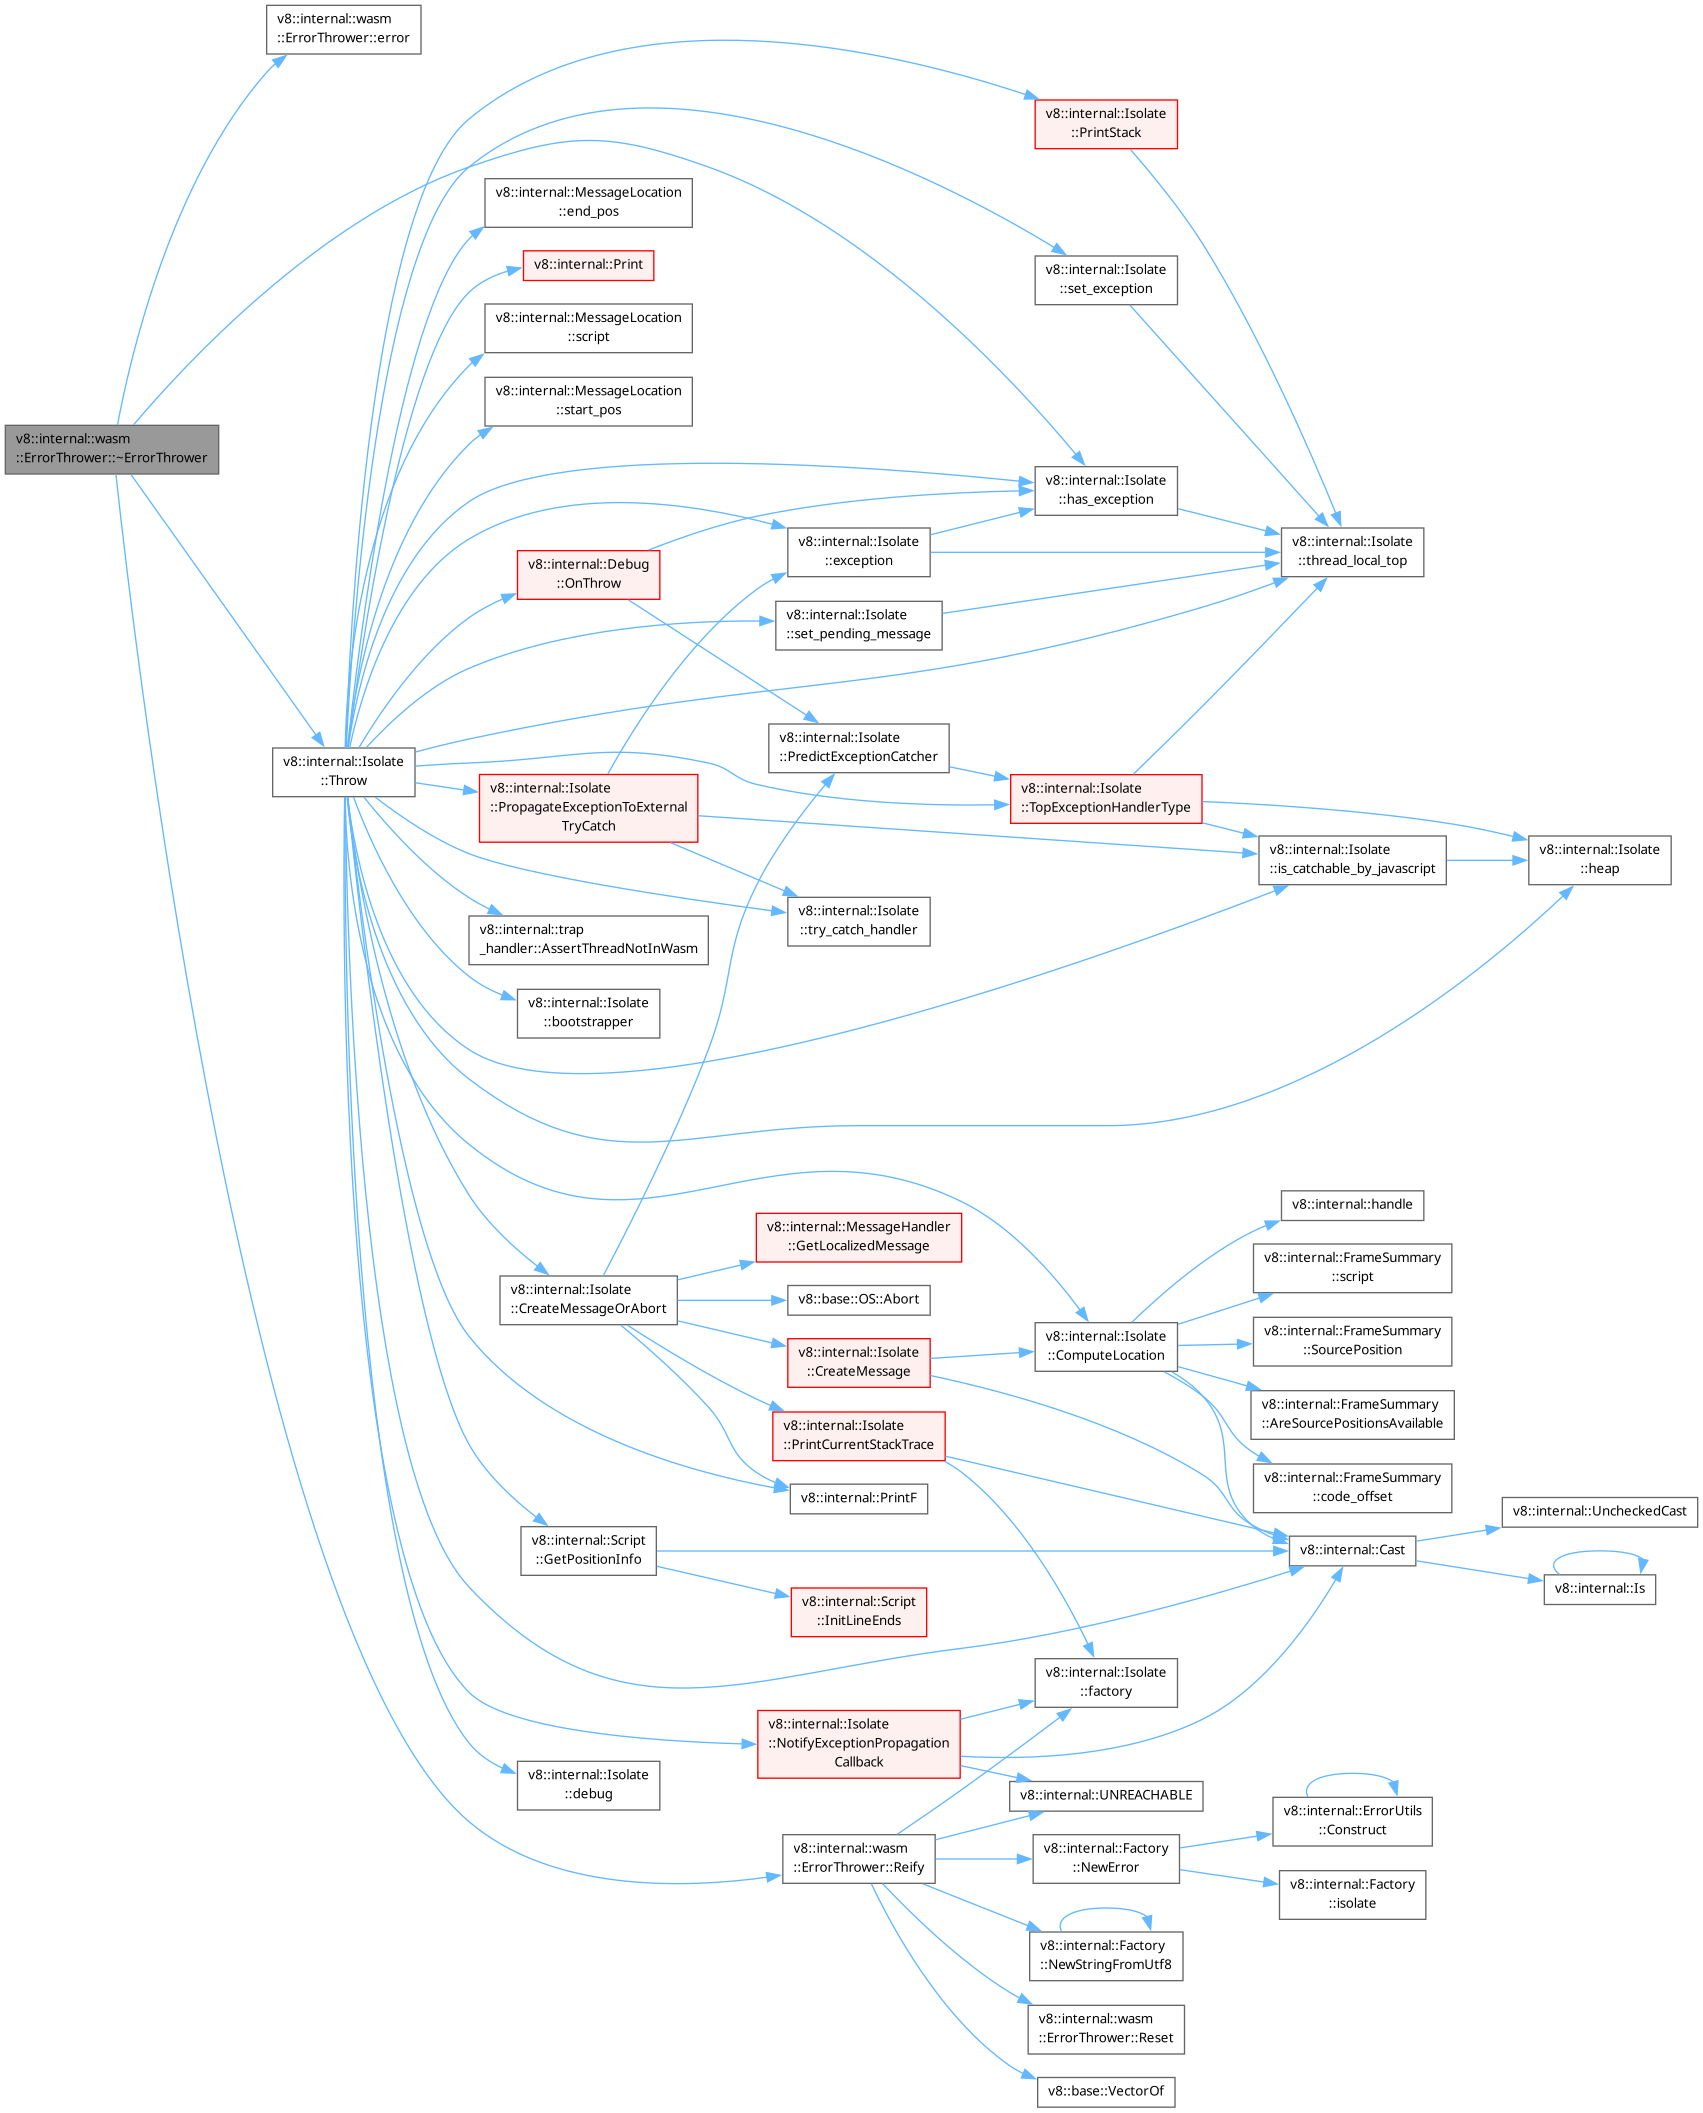 v8::internal::wasm
::ErrorThrower::error
v8::internal::Isolate
::PrintStack
v8::internal::MessageLocation
::end_pos
v8::internal::Print
v8::internal::Isolate
::set_exception
v8::internal::MessageLocation
::script
v8::internal::MessageLocation
::start_pos
v8::internal::wasm
::ErrorThrower::~ErrorThrower
v8::internal::Isolate
::has_exception
v8::internal::Isolate
::exception
v8::internal::Isolate
::thread_local_top
v8::internal::Debug
::OnThrow
v8::internal::Isolate
::set_pending_message
v8::internal::Isolate
::PredictExceptionCatcher
v8::internal::Isolate
::Throw
v8::internal::Isolate
::PropagateExceptionToExternal
TryCatch
v8::internal::Isolate
::TopExceptionHandlerType
v8::internal::Isolate
::is_catchable_by_javascript
v8::internal::Isolate
::heap
v8::internal::Isolate
::try_catch_handler
v8::internal::trap
_handler::AssertThreadNotInWasm
v8::internal::Isolate
::bootstrapper
v8::internal::handle
v8::internal::MessageHandler
::GetLocalizedMessage
v8::internal::FrameSummary
::script
v8::internal::Isolate
::CreateMessageOrAbort
v8::base::OS::Abort
v8::internal::Isolate
::ComputeLocation
v8::internal::FrameSummary
::SourcePosition
v8::internal::Isolate
::CreateMessage
v8::internal::FrameSummary
::AreSourcePositionsAvailable
v8::internal::Isolate
::PrintCurrentStackTrace
v8::internal::FrameSummary
::code_offset
v8::internal::PrintF
v8::internal::UncheckedCast
v8::internal::Script
::GetPositionInfo
v8::internal::Cast
v8::internal::Is
v8::internal::Script
::InitLineEnds
v8::internal::Isolate
::factory
v8::internal::Isolate
::NotifyExceptionPropagation
Callback
v8::internal::Isolate
::debug
v8::internal::UNREACHABLE
v8::internal::ErrorUtils
::Construct
v8::internal::wasm
::ErrorThrower::Reify
v8::internal::Factory
::NewError
v8::internal::Factory
::isolate
v8::internal::Factory
::NewStringFromUtf8
v8::internal::wasm
::ErrorThrower::Reset
v8::base::VectorOf